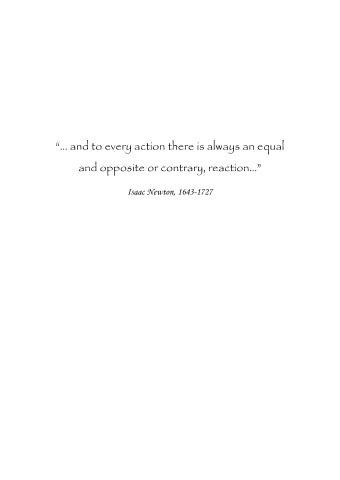 “... and to every action there is always an equal
and opposite or contrary, reaction...”
Isaac Newton, 1643-1727